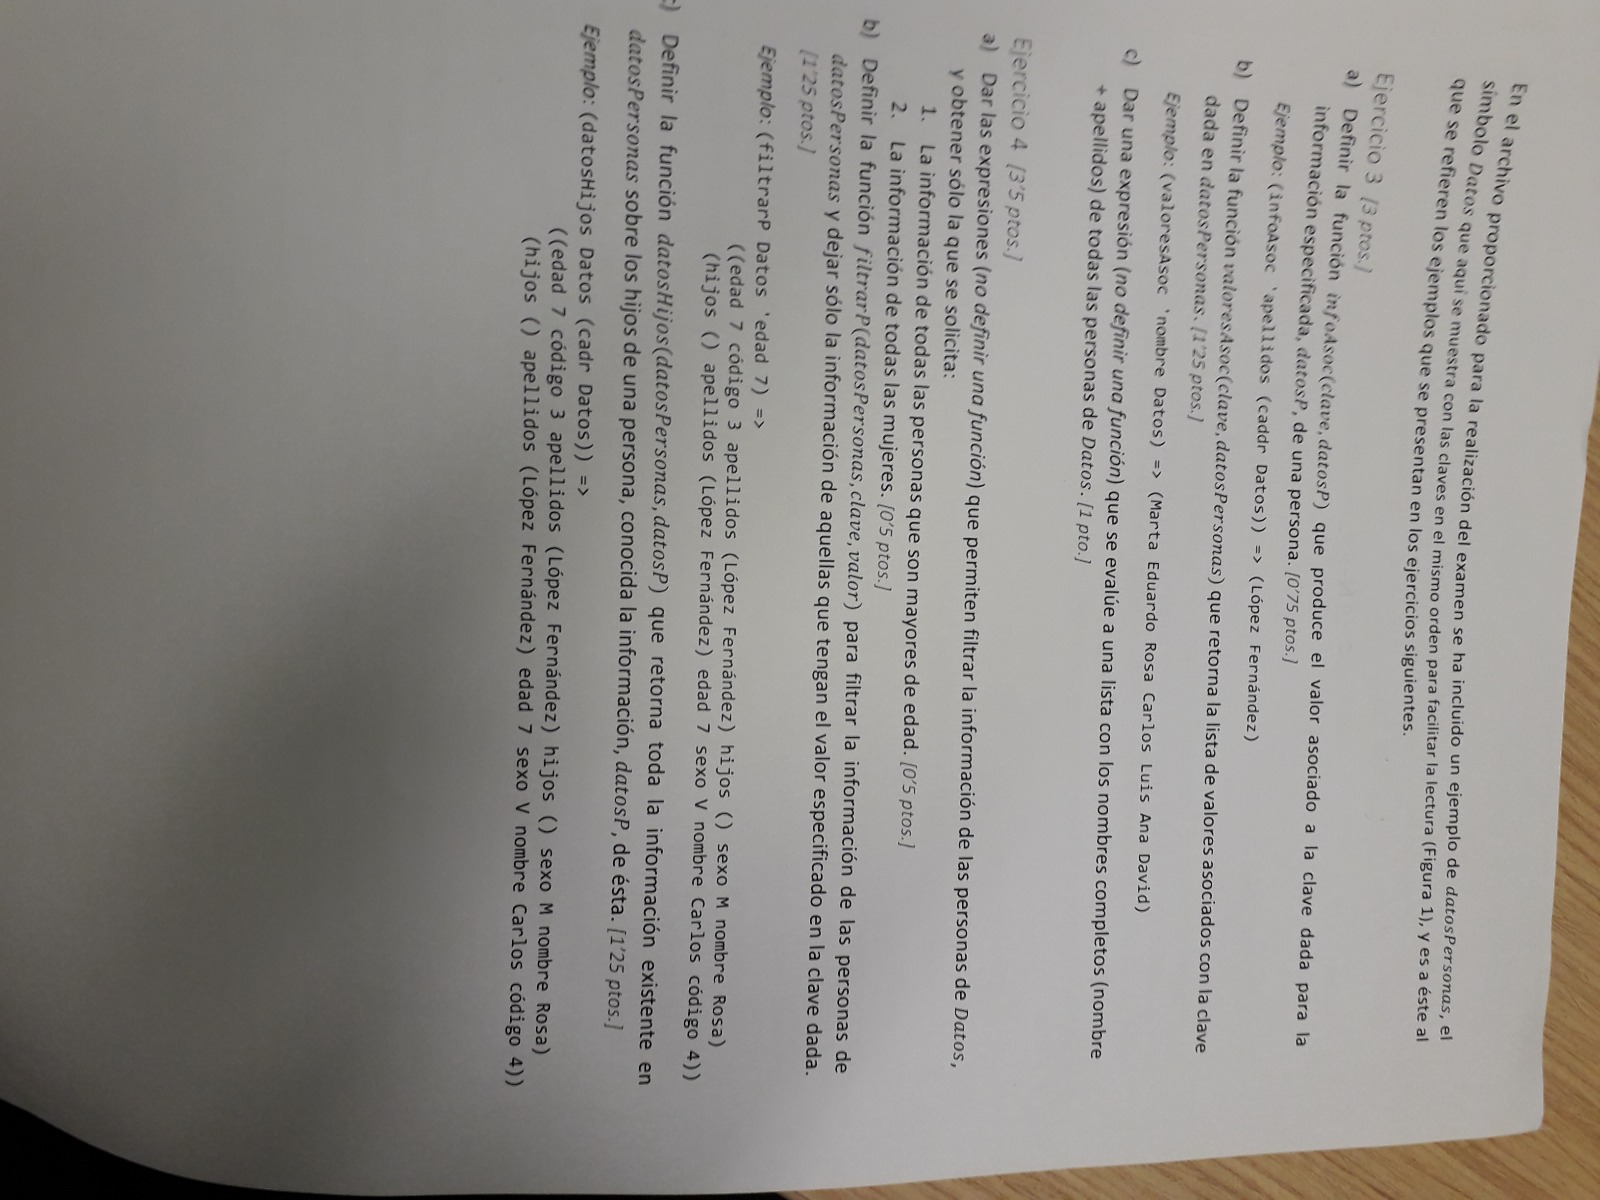 En el archivo proporcionado para la realización del examen se ha incluido un ejemplo de datosPersonas, el
símbolo Datos que aquí se muestra con las claves en el mismo orden para facilitar la lectura (Figura 1), y es a éste al
que se refieren los ejemplos que se presentan en los ejercicios siguientes.
Ejercicio 3 [3 ptos.]
a) Definir la función infoAsoc(clave,datosP) que produce el valor asociado a la clave dada para la
información especificada, datosP, de una persona. [0'75 ptos.]
Ejemplo: (infoAsoc 'apellidos (caddr Datos)) => (López Fernández)
b) Definir la función valoresAsoc(clave,datosPersonas) que retorna la lista de valores asociados con la clave
dada en datosPersonas. [1'25 ptos.]
Ejemplo: (valoresAsoc 'nombre Datos) => (Marta Eduardo Rosa Carlos Luis Ana David)
c) Dar una expresión (no definir una función) que se evalúe a una lista con los nombres completos (nombre
+ apellidos) de todas las personas de Datos. [1 pto.]
Ejercicio 4 [3'5 ptos.]
a) Dar las expresiones (no definir una función) que permiten filtrar la información de las personas de Datos,
y obtener sólo la que se solicita:
1. La información de todas las personas que son mayores de edad. [0'5 ptos.]
2. La información de todas las mujeres. [0'5 ptos.]
b) Definir la función filtrarP(datosPersonas,clave,valor) para filtrar la información de las personas de
datosPersonas y dejar sólo la información de aquellas que tengan el valor especificado en la clave dada.
[1'25 ptos.]
Ejemplo: (filtrarP Datos 'edad 7) =>
((edad 7 código 3 apellidos (López Fernández) hijos () sexo M nombre Rosa)
(hijos () apellidos (López Fernández) edad 7 sexo V nombre Carlos código 4))
c) Definir la función datosHijos(datosPersonas,datosP) que retorna toda la información existente en
datosPersonas sobre los hijos de una persona, conocida la información, datosP, de ésta. [1'25 ptos.]
Ejemplo: (datosHijos Datos (cadr Datos)) =>
((edad 7 código 3 apellidos (López Fernández) hijos () sexo M nombre Rosa)
(hijos () apellidos (López Fernández) edad 7 sexo V nombre Carlos código 4))